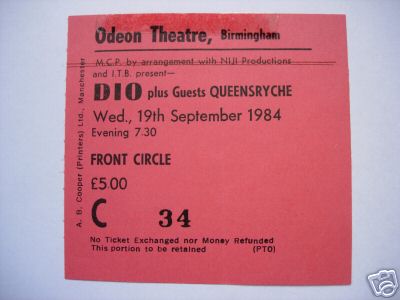 Odeon Theatre, Birmingham
M.C.P. by arrangement with NIJI Productions
and I.T.B. present—
DIO plus Guests QUEENSRYCHE
Wed., 19th September 1984
Evening 7.30
FRONT CIRCLE
£5.00
C 34
No Ticket Exchanged nor Money Refunded
This portion to be retained (PTO)
A. B. Cooper (Printers) Ltd., Manchester